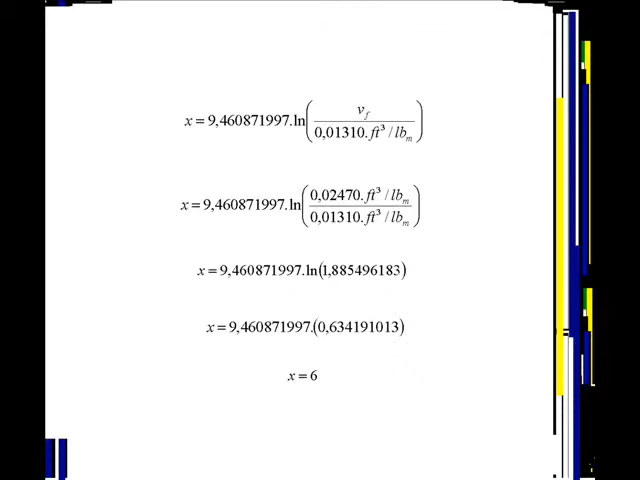 x = 9,460871997.ln(v_f / 0,01310.ft³/lb_m)
x = 9,460871997.ln(0,02470.ft³/lb_m / 0,01310.ft³/lb_m)
x = 9,460871997.ln(1,885496183)
x = 9,460871997.(0,634191013)
x = 6